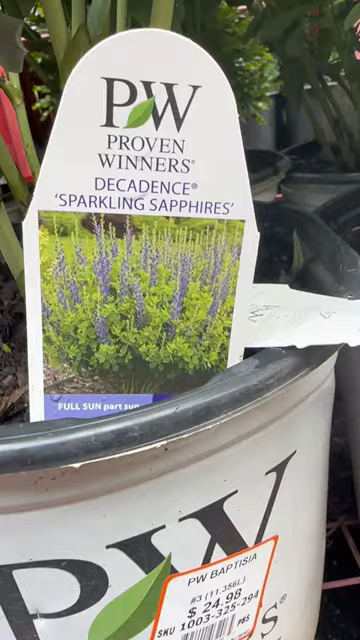 PW
PROVEN
WINNERS®
DECADENCE®
'SPARKLING SAPPHIRES'
FULL SUN part sun
PW
S®
PW BAPTISIA
#3 (11.356L)
$ 24.98
SKU 1003-325-294
PBS